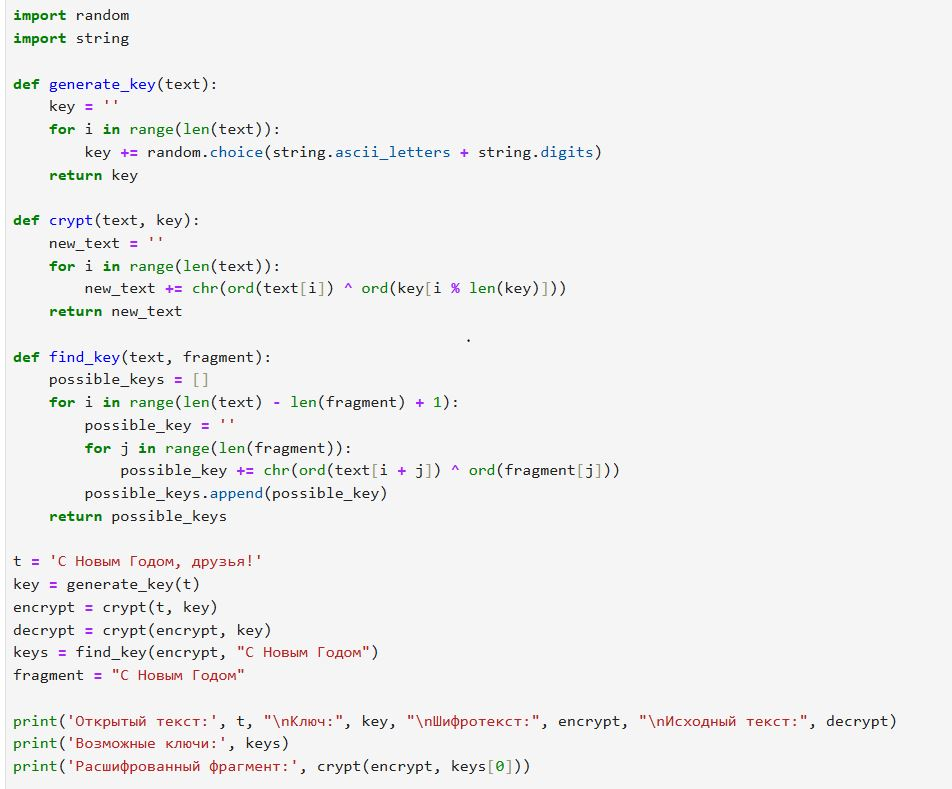 import random
import string
def generate_key(text):
    key = ''
    for i in range(len(text)):
        key += random.choice(string.ascii_letters + string.digits)
    return key
def crypt(text, key):
    new_text = ''
    for i in range(len(text)):
        new_text += chr(ord(text[i]) ^ ord(key[i % len(key)]))
    return new_text
def find_key(text, fragment):
    possible_keys = []
    for i in range(len(text) - len(fragment) + 1):
        possible_key = ''
        for j in range(len(fragment)):
            possible_key += chr(ord(text[i + j]) ^ ord(fragment[j]))
        possible_keys.append(possible_key)
    return possible_keys
t = 'С Новым Годом, друзья!'
key = generate_key(t)
encrypt = crypt(t, key)
decrypt = crypt(encrypt, key)
keys = find_key(encrypt, "С Новым Годом")
fragment = "С Новым Годом"
print('Открытый текст:', t, "\nКлюч:", key, "\nШифротекст:", encrypt, "\nИсходный текст:", decrypt)
print('Возможные ключи:', keys)
print('Расшифрованный фрагмент:', crypt(encrypt, keys[0]))